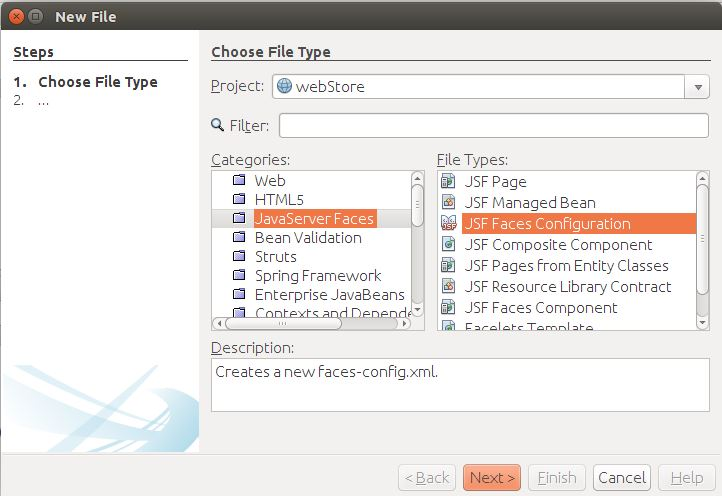 New File
Steps
1. Choose File Type
2. ...
Choose File Type
Project: webStore
Filter:
Categories:
Web
HTML5
JavaServer Faces
Bean Validation
Struts
Spring Framework
Enterprise JavaBeans
Contexts and Depende
File Types:
JSF Page
JSF Managed Bean
JSF Faces Configuration
JSF Composite Component
JSF Pages from Entity Classes
JSF Resource Library Contract
JSF Faces Component
Facelets Template
Description:
Creates a new faces-config.xml.
< Back Next > Finish Cancel Help